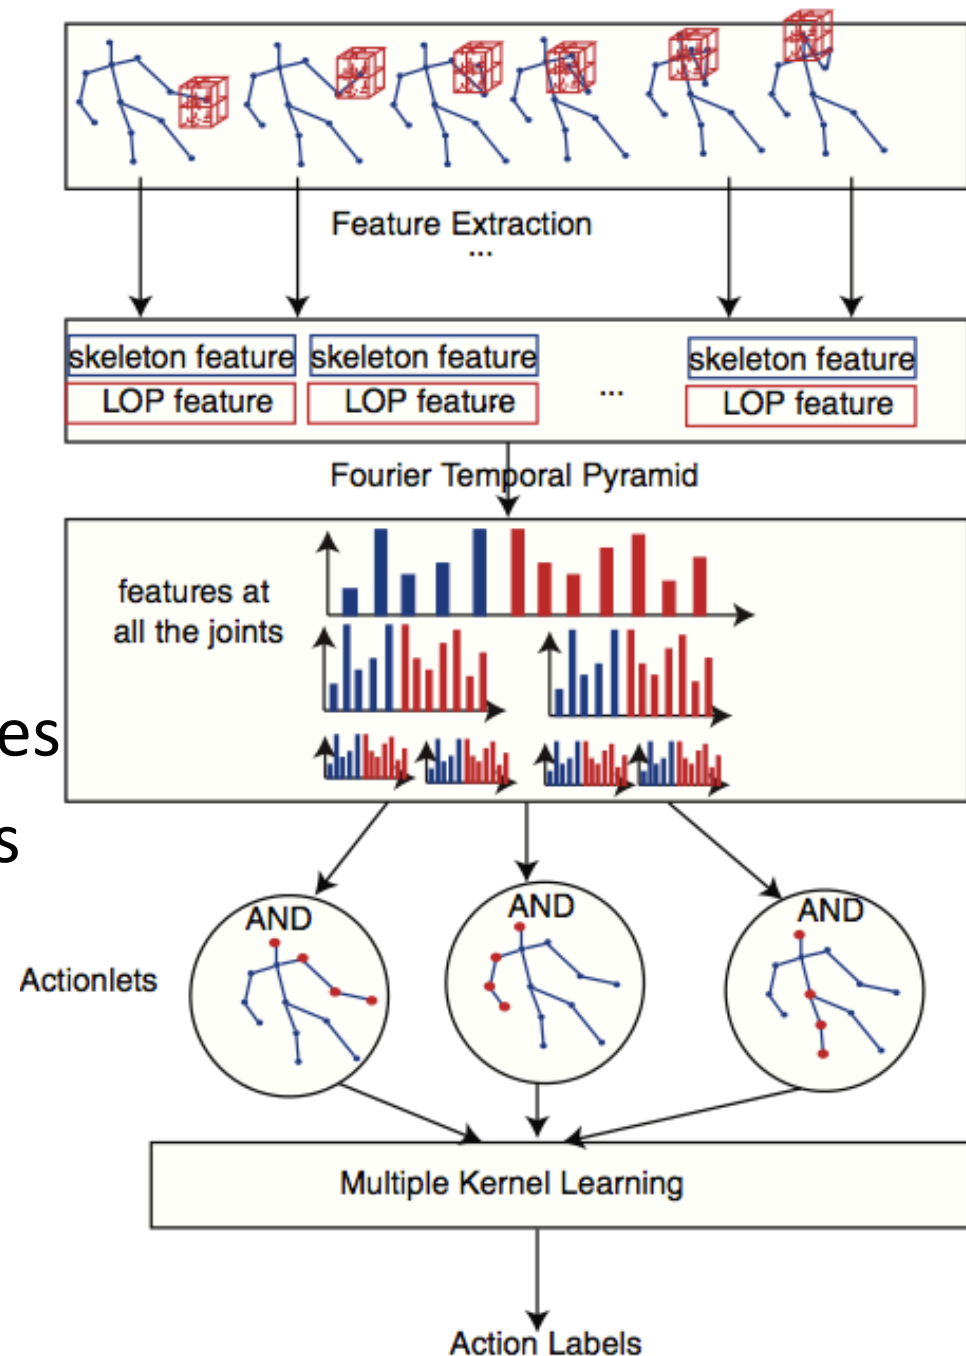 Feature Extraction
...
skeleton feature skeleton feature skeleton feature
LOP feature LOP feature ... LOP feature
Fourier Temporal Pyramid
features at
all the joints
es
s
AND AND AND
Actionlets
Multiple Kernel Learning
Action Labels